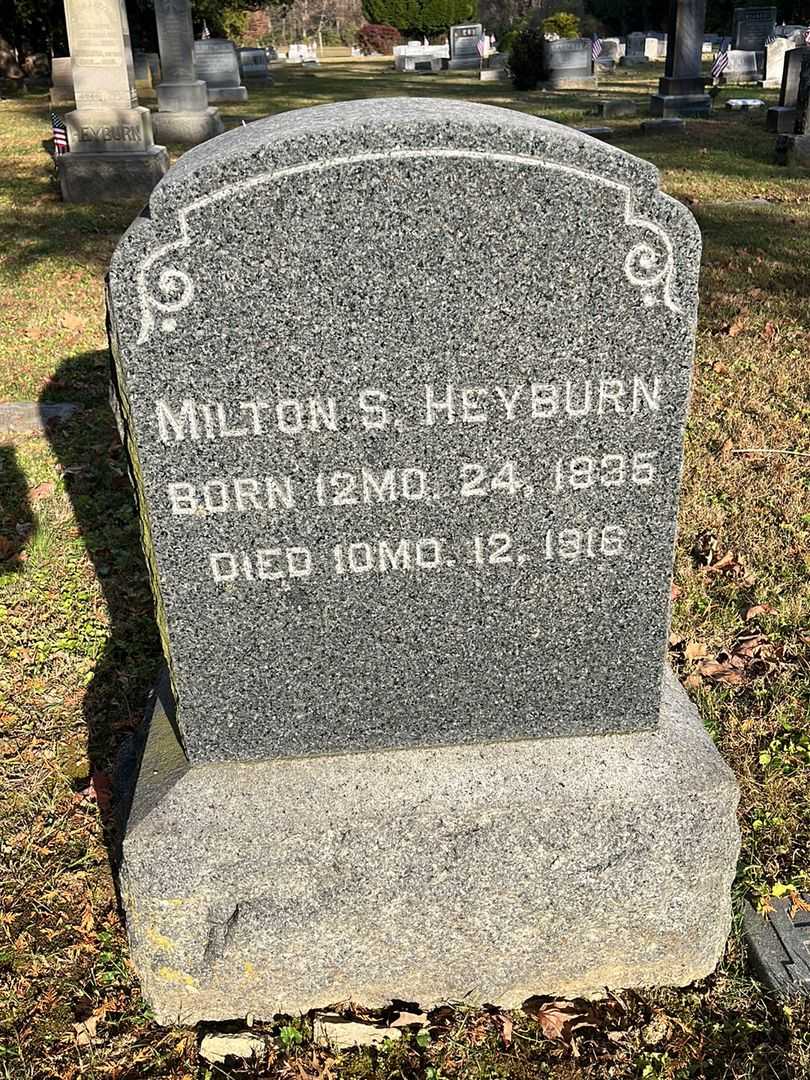 HEYBURN
MILTON S. HEYBURN
BORN 12MO. 24, 1835
DIED 10MO. 12, 1916